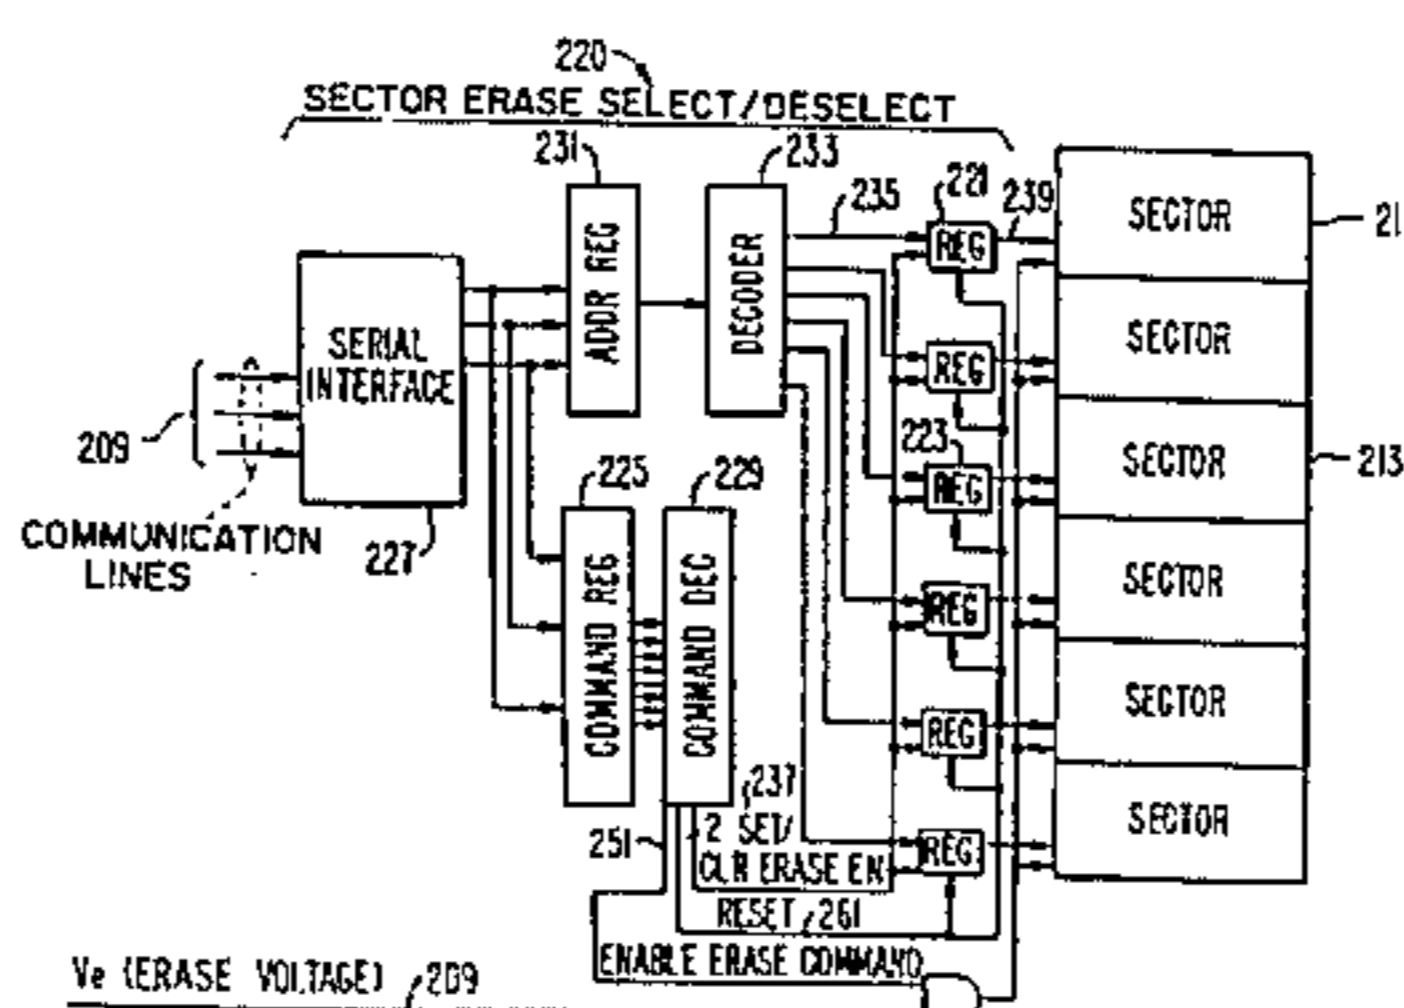 220
SECTOR ERASE SELECT/DESELECT
231
233
235
221
239
REG
SECTOR
21
ADDR REG
DECODER
SERIAL
INTERFACE
REG
SECTOR
209
COMMUNICATION
LINES
227
225
229
223
REG
SECTOR
213
COMMAND REG
COMMAND DEC
REG
SECTOR
REG
SECTOR
237
251
2 SET/
CLR ERASE EN
REG
SECTOR
RESET 261
ENABLE ERASE COMMAND
Ve (ERASE VOLTAGE) 209